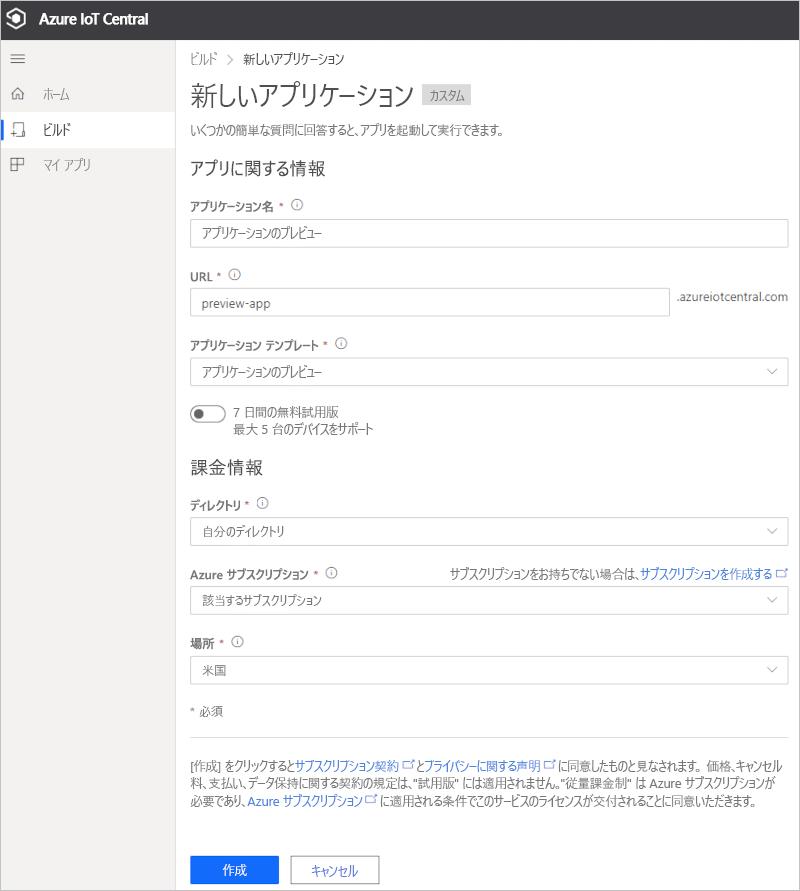 Azure IoT Central
ホーム
ビルド
マイ アプリ
ビルド > 新しいアプリケーション
新しいアプリケーション カスタム
いくつかの簡単な質問に回答すると、アプリを起動して実行できます。
アプリに関する情報
アプリケーション名 *
アプリケーションのプレビュー
URL *
preview-app .azureiotcentral.com
アプリケーション テンプレート *
アプリケーションのプレビュー
7 日間の無料試用版
最大 5 台のデバイスをサポート
課金情報
ディレクトリ *
自分のディレクトリ
Azure サブスクリプション * サブスクリプションをお持ちでない場合は、サブスクリプションを作成する
該当するサブスクリプション
場所 *
米国
* 必須
[作成] をクリックするとサブスクリプション契約とプライバシーに関する声明に同意したものと見なされます。 価格、キャンセル
料、支払い、データ保持に関する契約の規定は、"試用版" には適用されません。"従量課金制" は Azure サブスクリプションが
必要であり、Azure サブスクリプションに適用される条件でこのサービスのライセンスが交付されることに同意いただきます。
作成 キャンセル